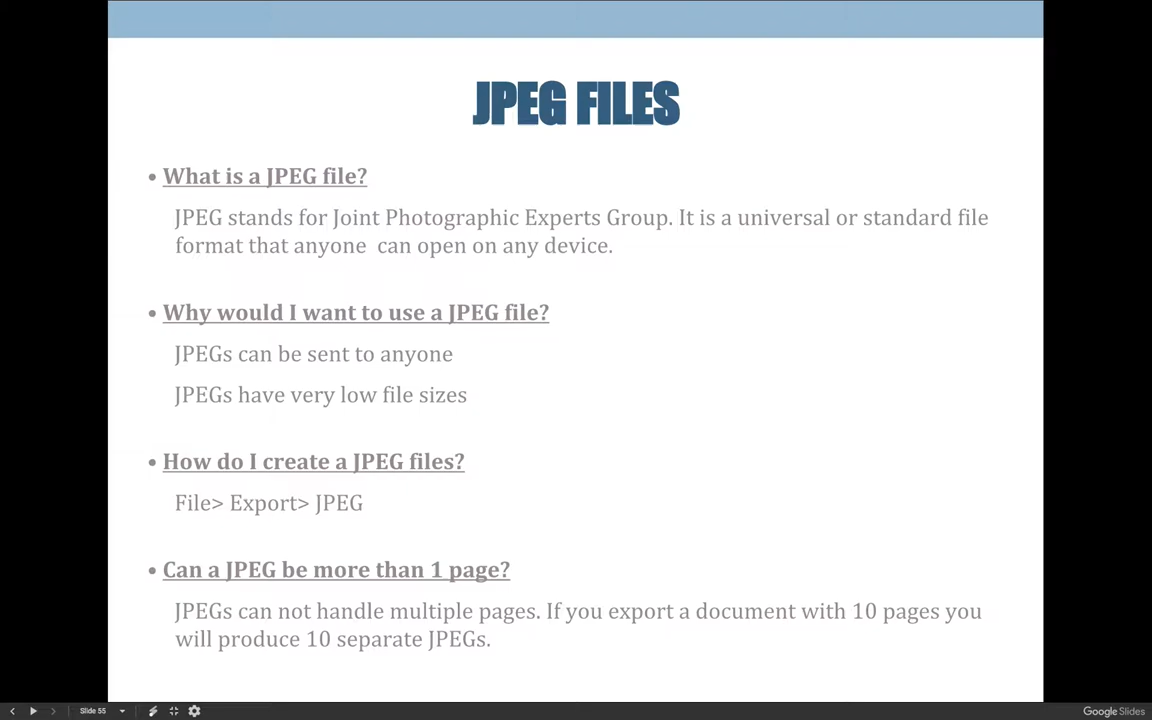 JPEG FILES
• What is a JPEG file?
JPEG stands for Joint Photographic Experts Group. It is a universal or standard file
format that anyone  can open on any device.
• Why would I want to use a JPEG file?
JPEGs can be sent to anyone
JPEGs have very low file sizes
• How do I create a JPEG files?
File> Export> JPEG
• Can a JPEG be more than 1 page?
JPEGs can not handle multiple pages. If you export a document with 10 pages you
will produce 10 separate JPEGs.
Slide 55
Google Slides